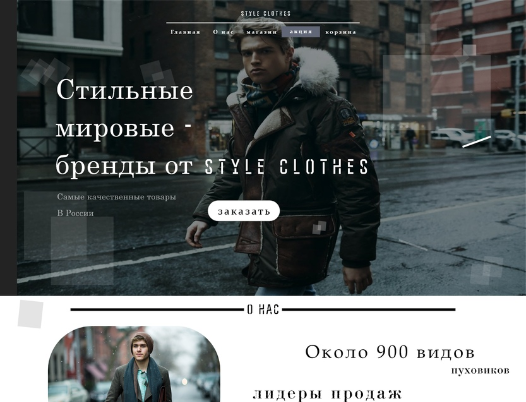 STYLE CLOTHES
Главная О нас магазин акция корзина
Стильные
мировые -
бренды от STYLE CLOTHES
Самые качественные товары
В России
заказать
О НАС
Около 900 видов
пуховиков
лидеры продаж